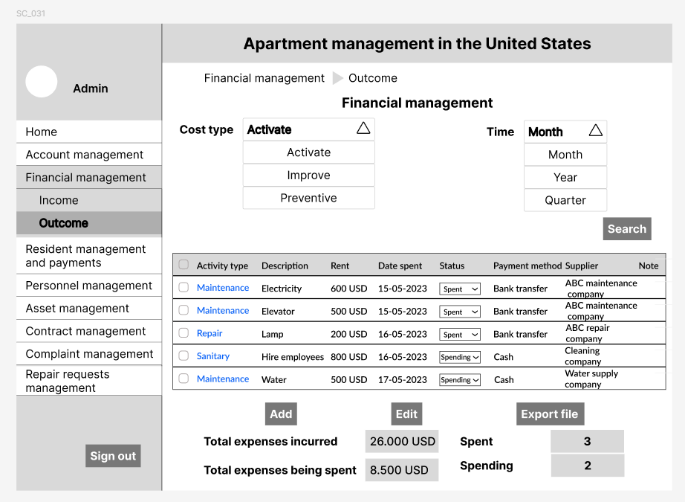 SC_031
Apartment management in the United States
Admin
Home
Account management
Financial management
Income
Outcome
Resident management
and payments
Personnel management
Asset management
Contract management
Complaint management
Repair requests
management
Sign out
Financial management Outcome
Financial management
Cost type Activate
Activate
Improve
Preventive
Time Month
Month
Year
Quarter
Search
Activity type Description Rent Date spent Status Payment method Supplier Note
Maintenance Electricity 600 USD 15-05-2023 Spent Bank transfer ABC maintenance
company
Maintenance Elevator 500 USD 15-05-2023 Spent Bank transfer ABC maintenance
company
Repair Lamp 200 USD 16-05-2023 Spent Bank transfer ABC repair
company
Sanitary Hire employees 800 USD 16-05-2023 Spending Cash Cleaning
company
Maintenance Water 500 USD 17-05-2023 Spending Cash Water supply
company
Add Edit Export file
Total expenses incurred 26.000 USD Spent 3
Total expenses being spent 8.500 USD Spending 2